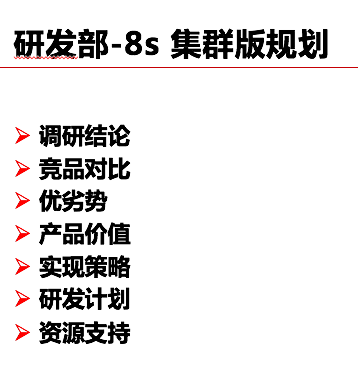 研发部-8s 集群版规划
调研结论
竞品对比
优劣势
产品价值
实现策略
研发计划
资源支持